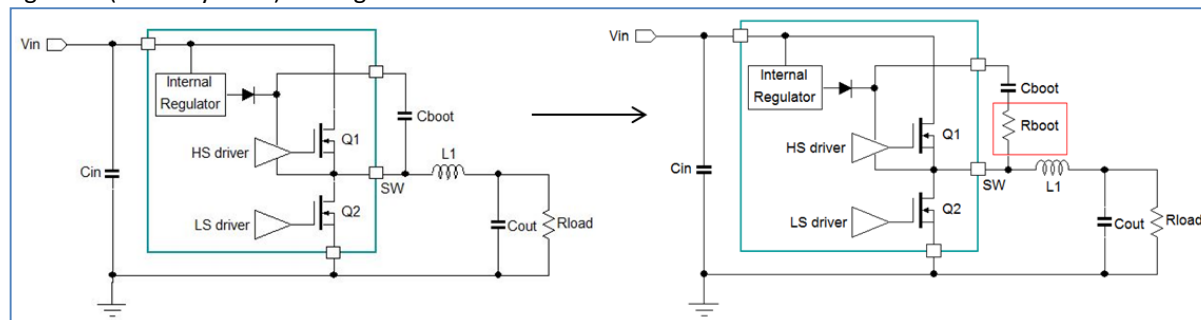 Vin
Internal
Regulator
Cboot
Q1
HS driver
L1
Cin
SW
Q2
LS driver
Cout
Rload
Vin
Internal
Regulator
Cboot
Rboot
Q1
HS driver
Cin
SW
L1
Q2
LS driver
Cout
Rload